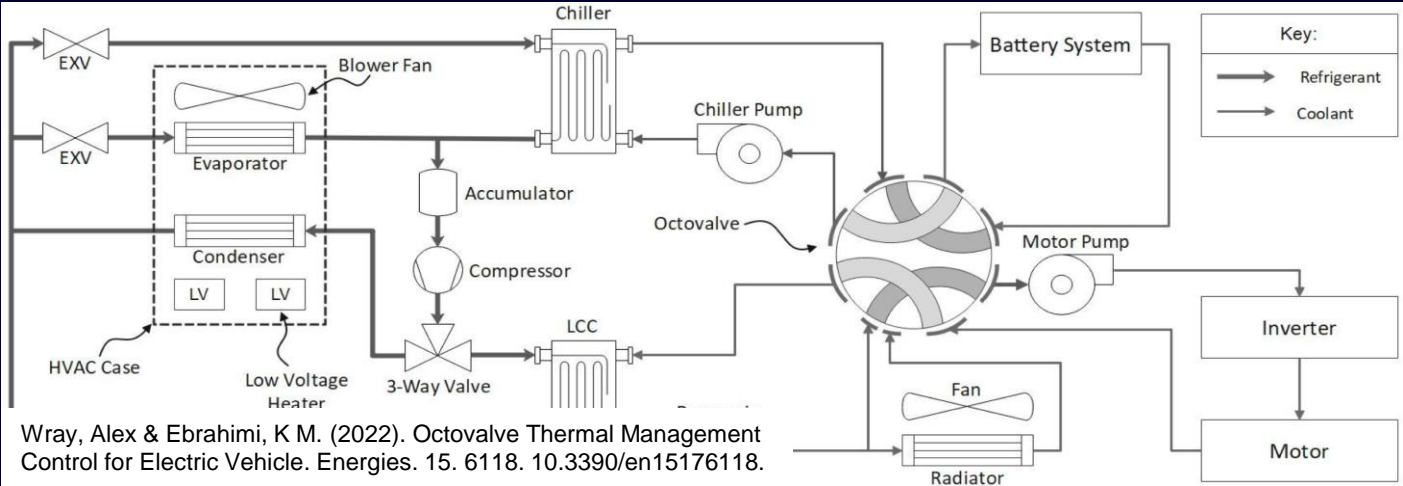 Chiller
EXV
Blower Fan
Battery System
Key:
Refrigerant
Coolant
Chiller Pump
EXV
Evaporator
Accumulator
Octovalve
Motor Pump
Condenser
Compressor
LV
LV
LCC
Inverter
HVAC Case
Low Voltage
Heater
3-Way Valve
Fan
Wray, Alex & Ebrahimi, K M. (2022). Octovalve Thermal Management
Control for Electric Vehicle. Energies. 15. 6118. 10.3390/en15176118.
Radiator
Motor